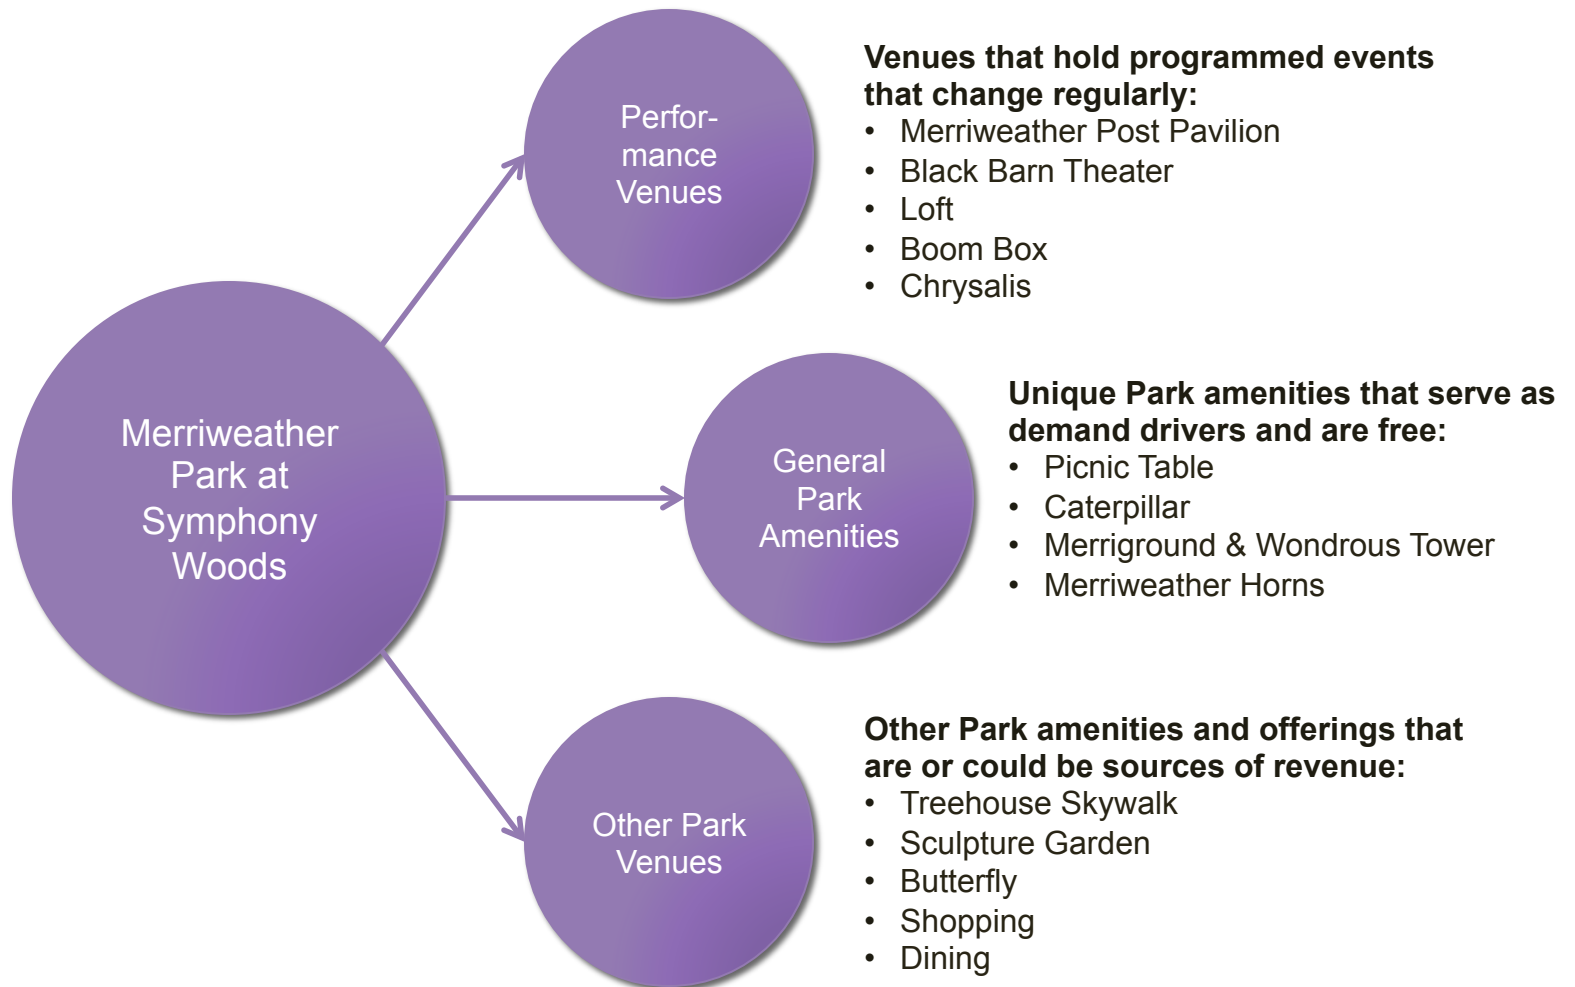 Merriweather
Park at
Symphony
Woods
Perfor-
mance
Venues
Venues that hold programmed events
that change regularly:
• Merriweather Post Pavilion
• Black Barn Theater
• Loft
• Boom Box
• Chrysalis
General
Park
Amenities
Unique Park amenities that serve as
demand drivers and are free:
• Picnic Table
• Caterpillar
• Merriground & Wondrous Tower
• Merriweather Horns
Other Park
Venues
Other Park amenities and offerings that
are or could be sources of revenue:
• Treehouse Skywalk
• Sculpture Garden
• Butterfly
• Shopping
• Dining